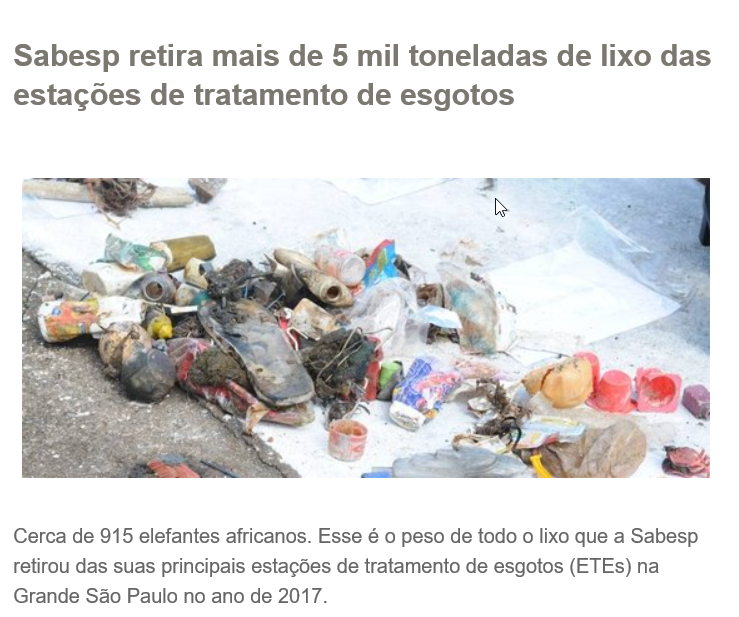 Sabesp retira mais de 5 mil toneladas de lixo das
estações de tratamento de esgotos
Cerca de 915 elefantes africanos. Esse é o peso de todo o lixo que a Sabesp
retirou das suas principais estações de tratamento de esgotos (ETEs) na
Grande São Paulo no ano de 2017.